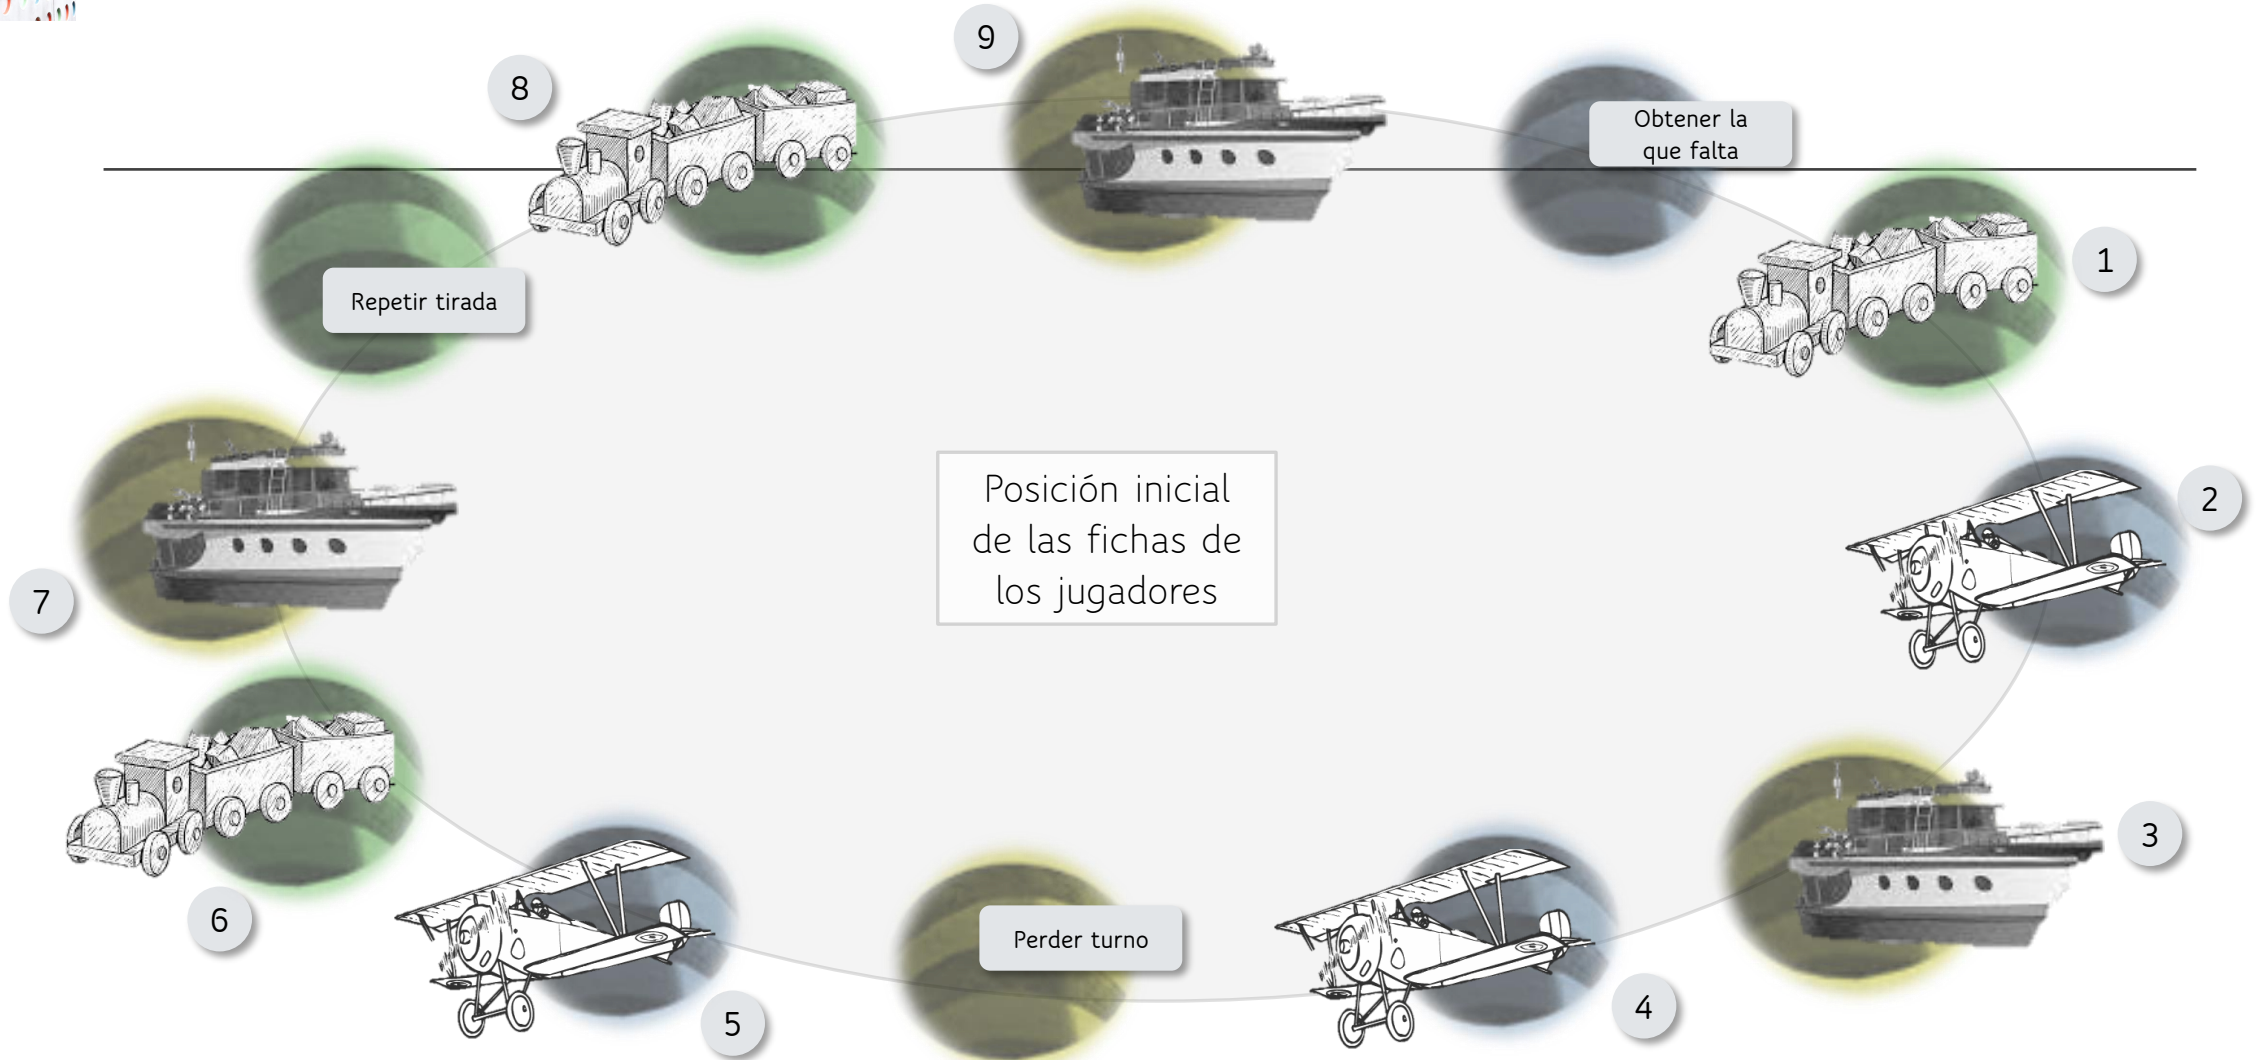 9
8
Obtener la
que falta
1
Repetir tirada
2
Posición inicial
de las fichas de
los jugadores
7
3
6
Perder turno
4
5